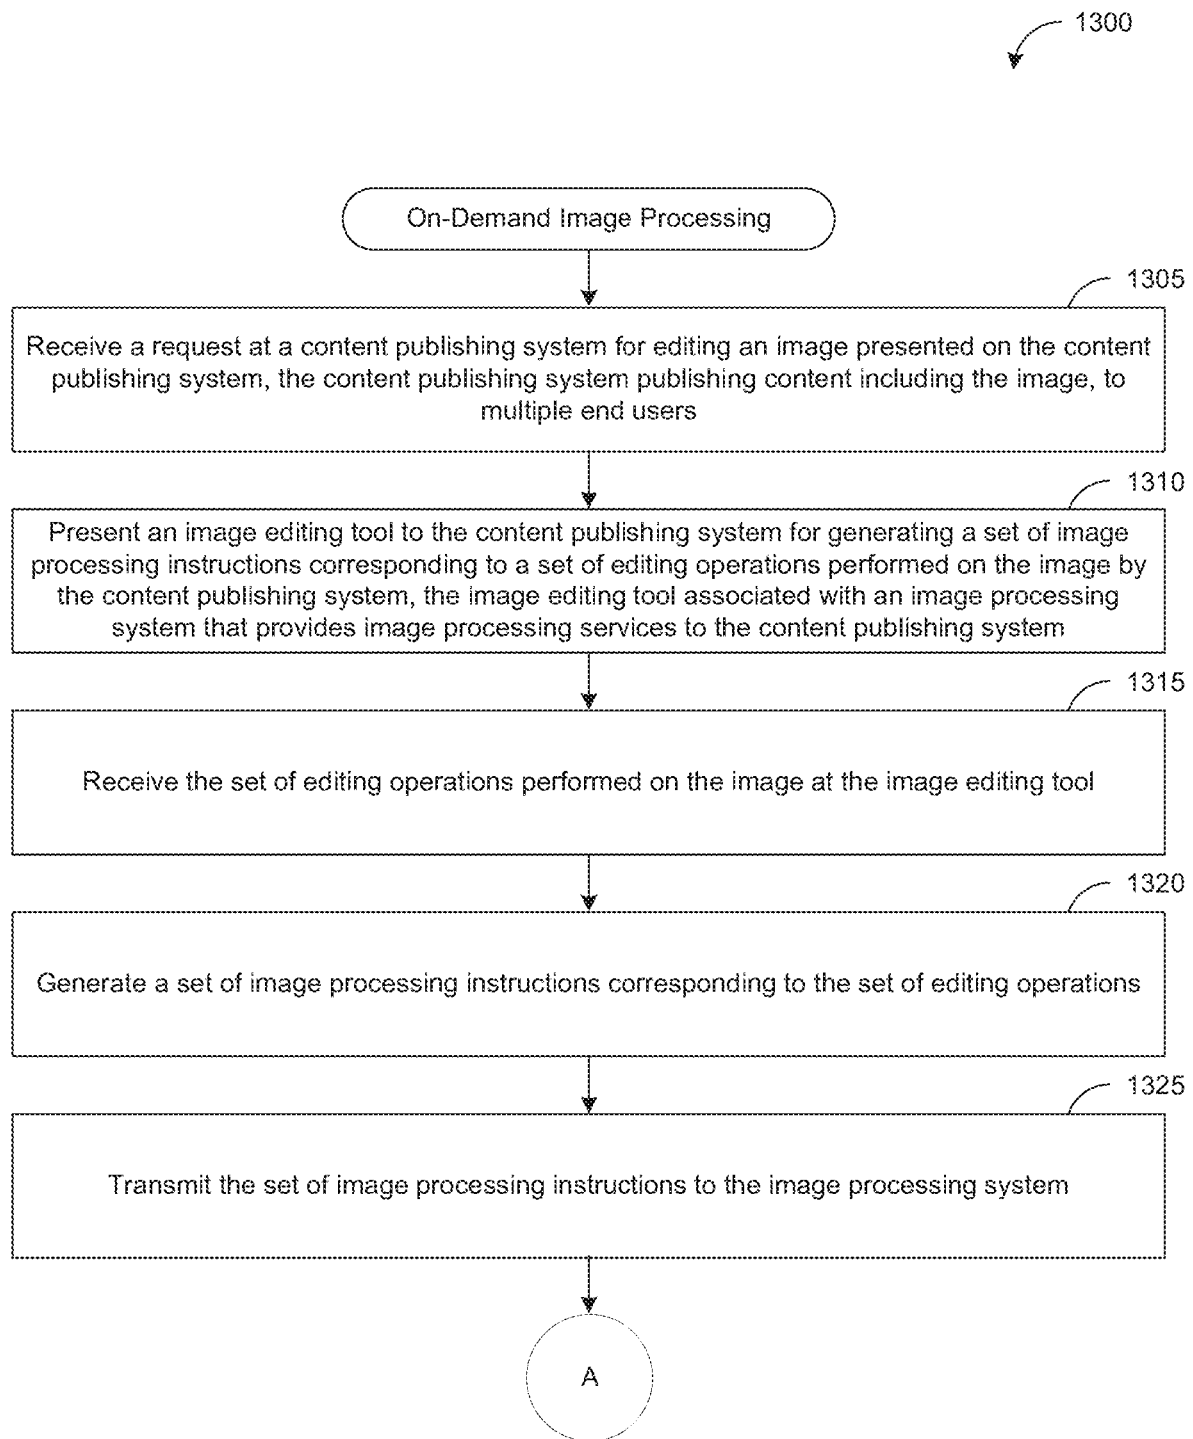 1300
On-Demand Image Processing
1305
Receive a request at a content publishing system for editing an image presented on the content
publishing system, the content publishing system publishing content including the image, to
multiple end users
1310
Present an image editing tool to the content publishing system for generating a set of image
processing instructions corresponding to a set of editing operations performed on the image by
the content publishing system, the image editing tool associated with an image processing
system that provides image processing services to the content publishing system
1315
Receive the set of editing operations performed on the image at the image editing tool
1320
Generate a set of image processing instructions corresponding to the set of editing operations
1325
Transmit the set of image processing instructions to the image processing system
A